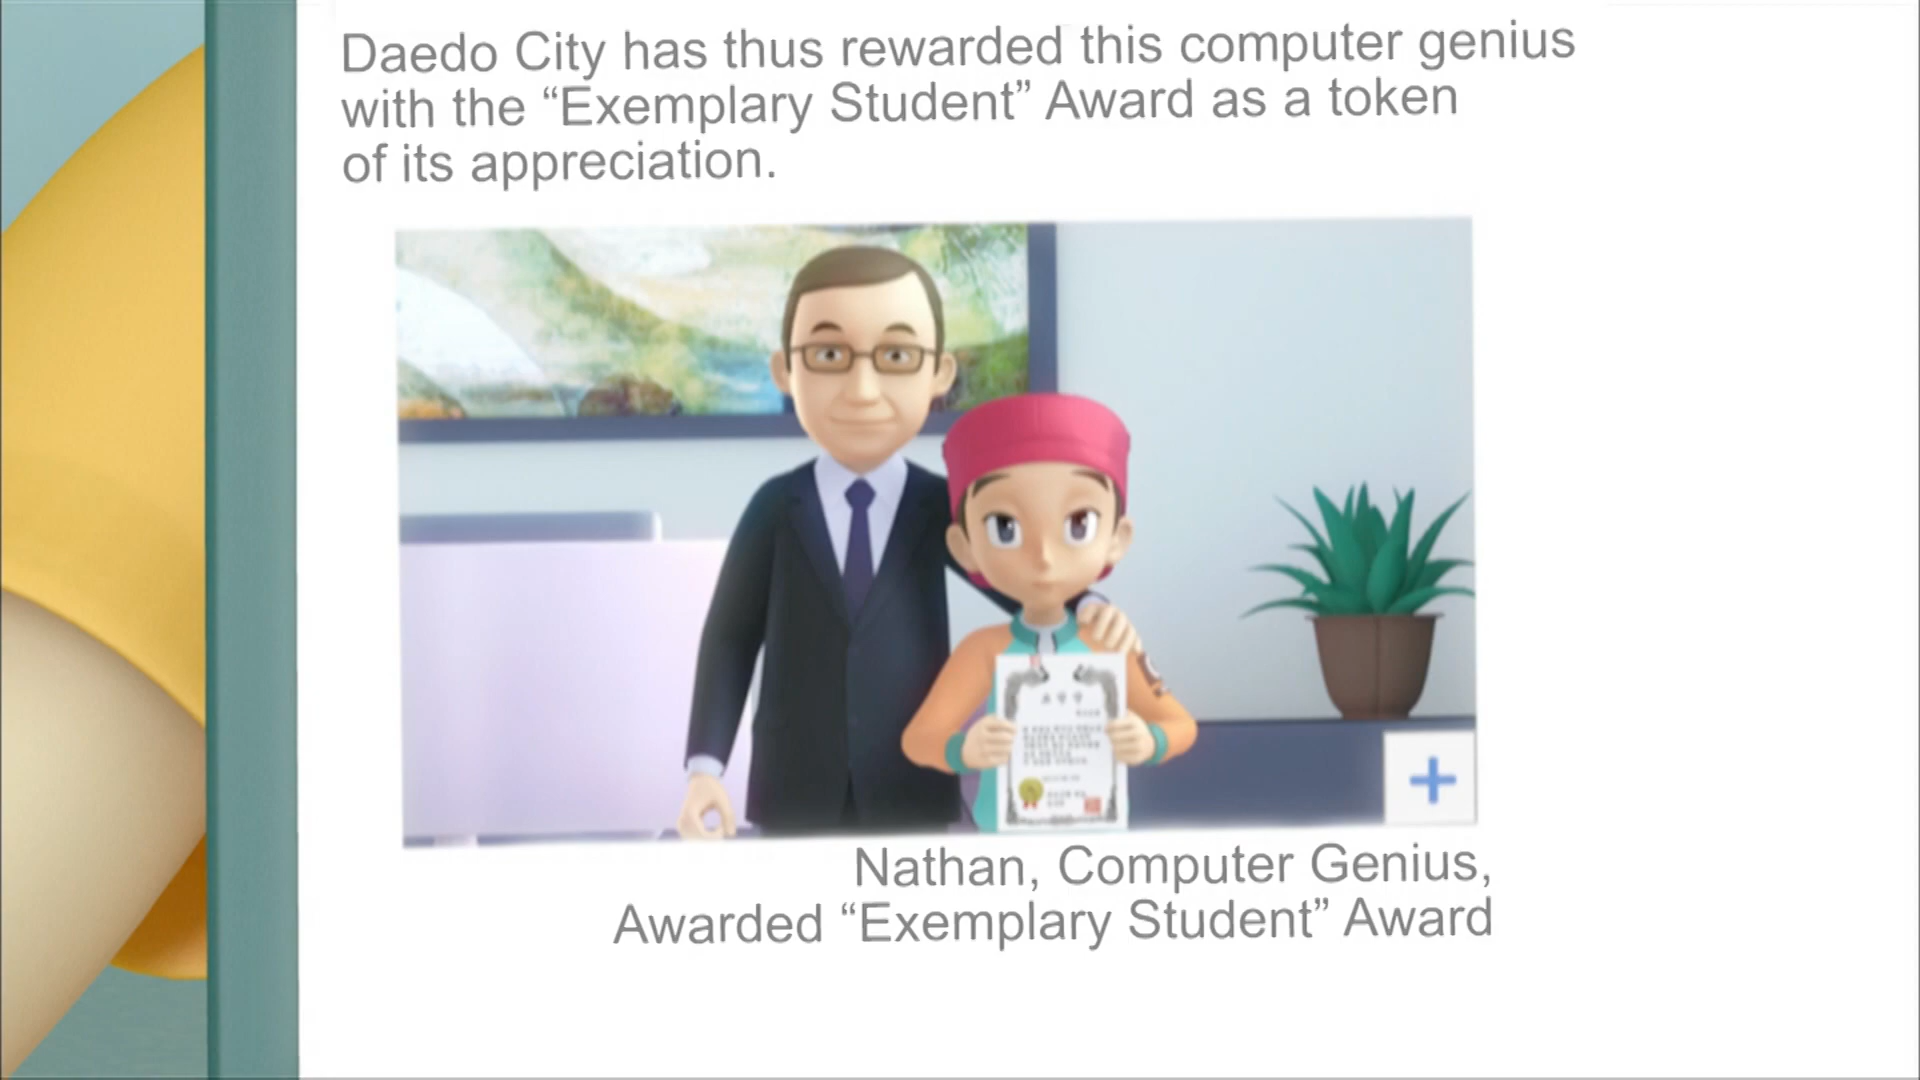 Daedo City has thus rewarded this computer genius
with the “Exemplary Student” Award as a token
of its appreciation.
Nathan, Computer Genius,
Awarded “Exemplary Student” Award